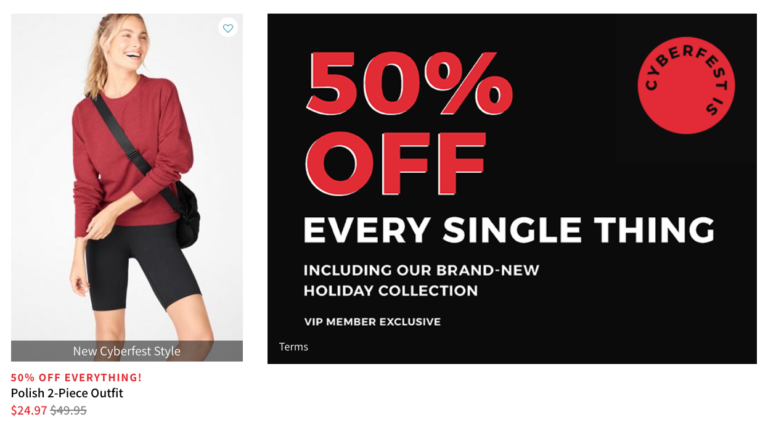 New Cyberfest Style
50% OFF EVERYTHING!
Polish 2-Piece Outfit
$24.97 $49.95
50%
OFF
CYBERFEST IS
EVERY SINGLE THING
INCLUDING OUR BRAND-NEW
HOLIDAY COLLECTION
VIP MEMBER EXCLUSIVE
Terms